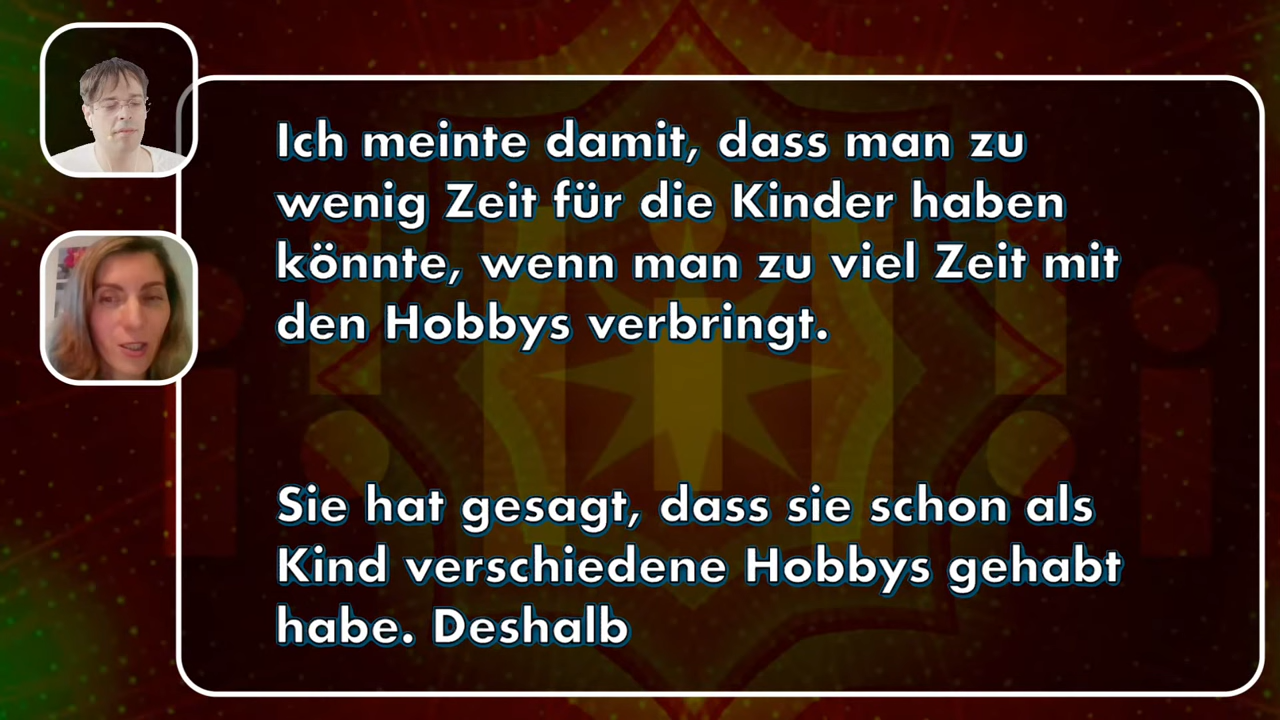 Ich meinte damit, dass man zu
wenig Zeit für die Kinder haben
könnte, wenn man zu viel Zeit mit
den Hobbys verbringt.
Sie hat gesagt, dass sie schon als
Kind verschiedene Hobbys gehabt
habe. Deshalb